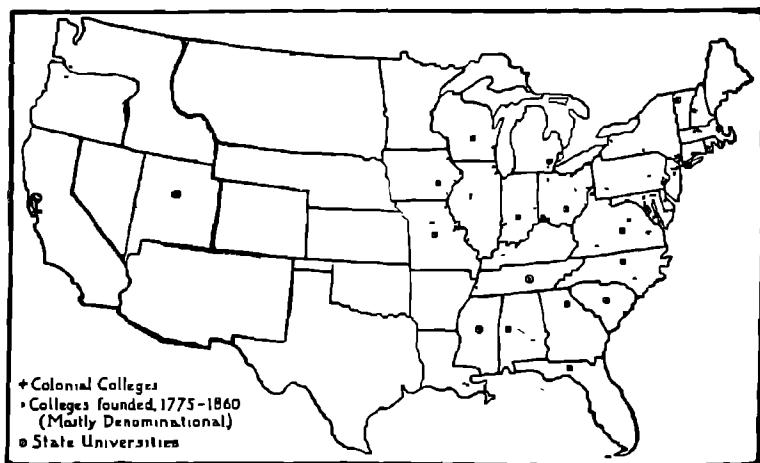 + Colonial Colleges
· Colleges founded, 1775-1860
(Mostly Denominational)
⊙ State Universities